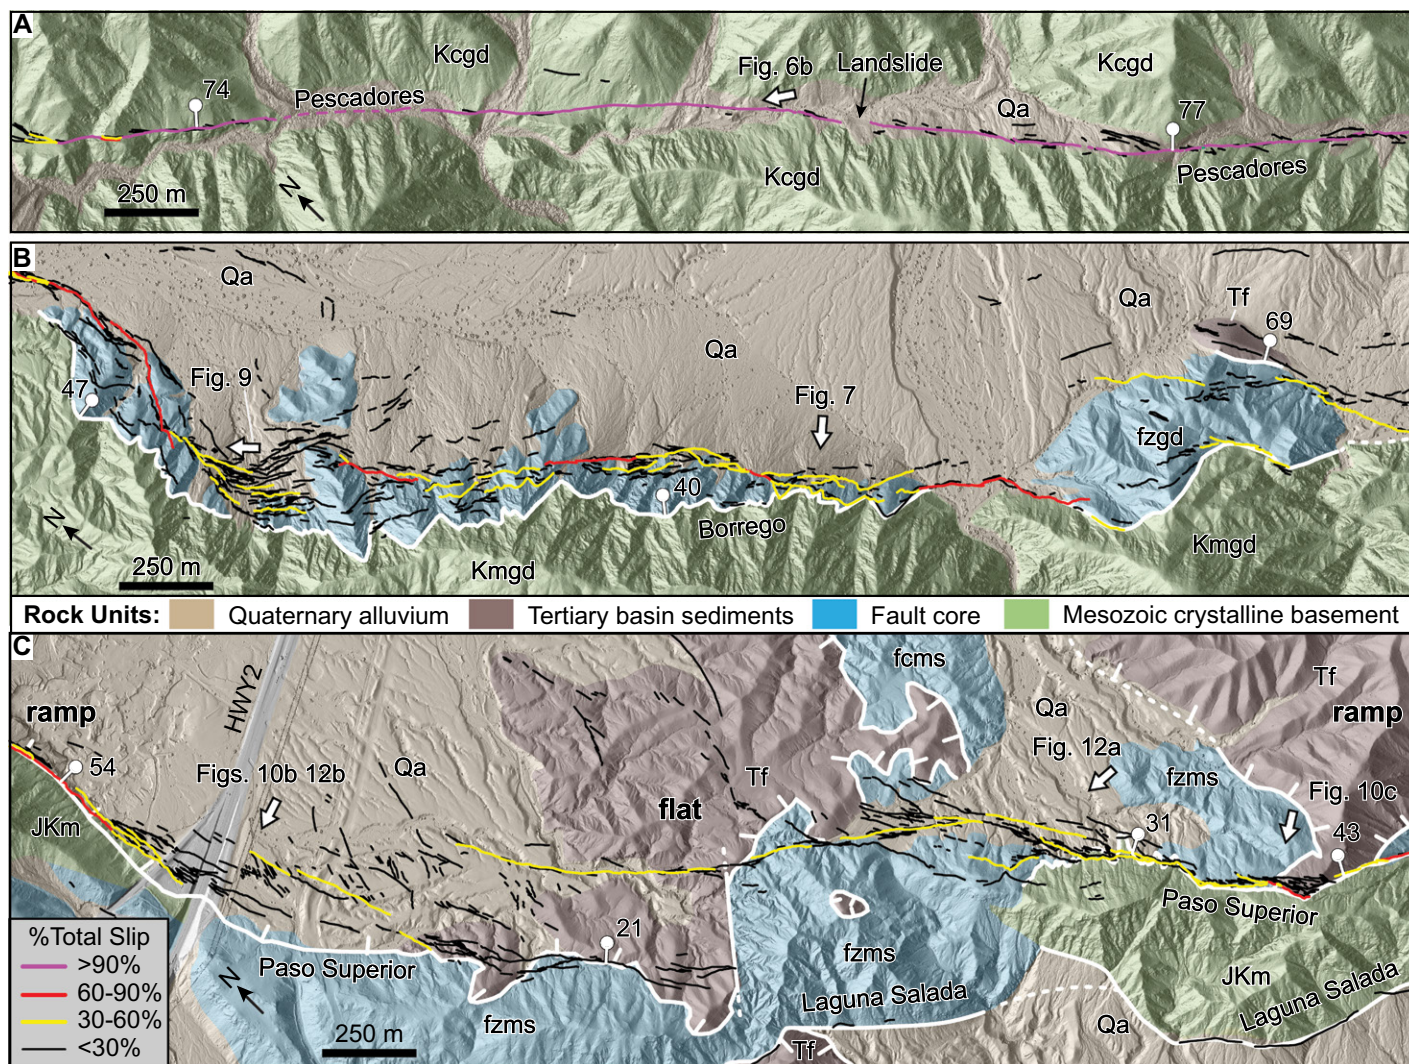 A
Kcgd
74
Pescadores
Fig. 6b
Landslide
Kcgd
Qa
77
Kcgd
Pescadores
250 m
N
B
Qa
Qa
Qa
Tf
69
47
Fig. 9
Fig. 7
fzgd
40
Borrego
N
Kmgd
Kmgd
250 m
Rock Units:
Quaternary alluvium
Tertiary basin sediments
Fault core
Mesozoic crystalline basement
C
HWY2
fcms
Tf
ramp
ramp
Qa
54
Figs. 10b 12b
Qa
Tf
Fig. 12a
fzms
Fig. 10c
flat
JKm
31
43
21
Paso Superior
Paso Superior
fzms
JKm
N
Laguna Salada
Laguna Salada
fzms
250 m
Qa
Tf
%Total Slip
>90%
60-90%
30-60%
<30%